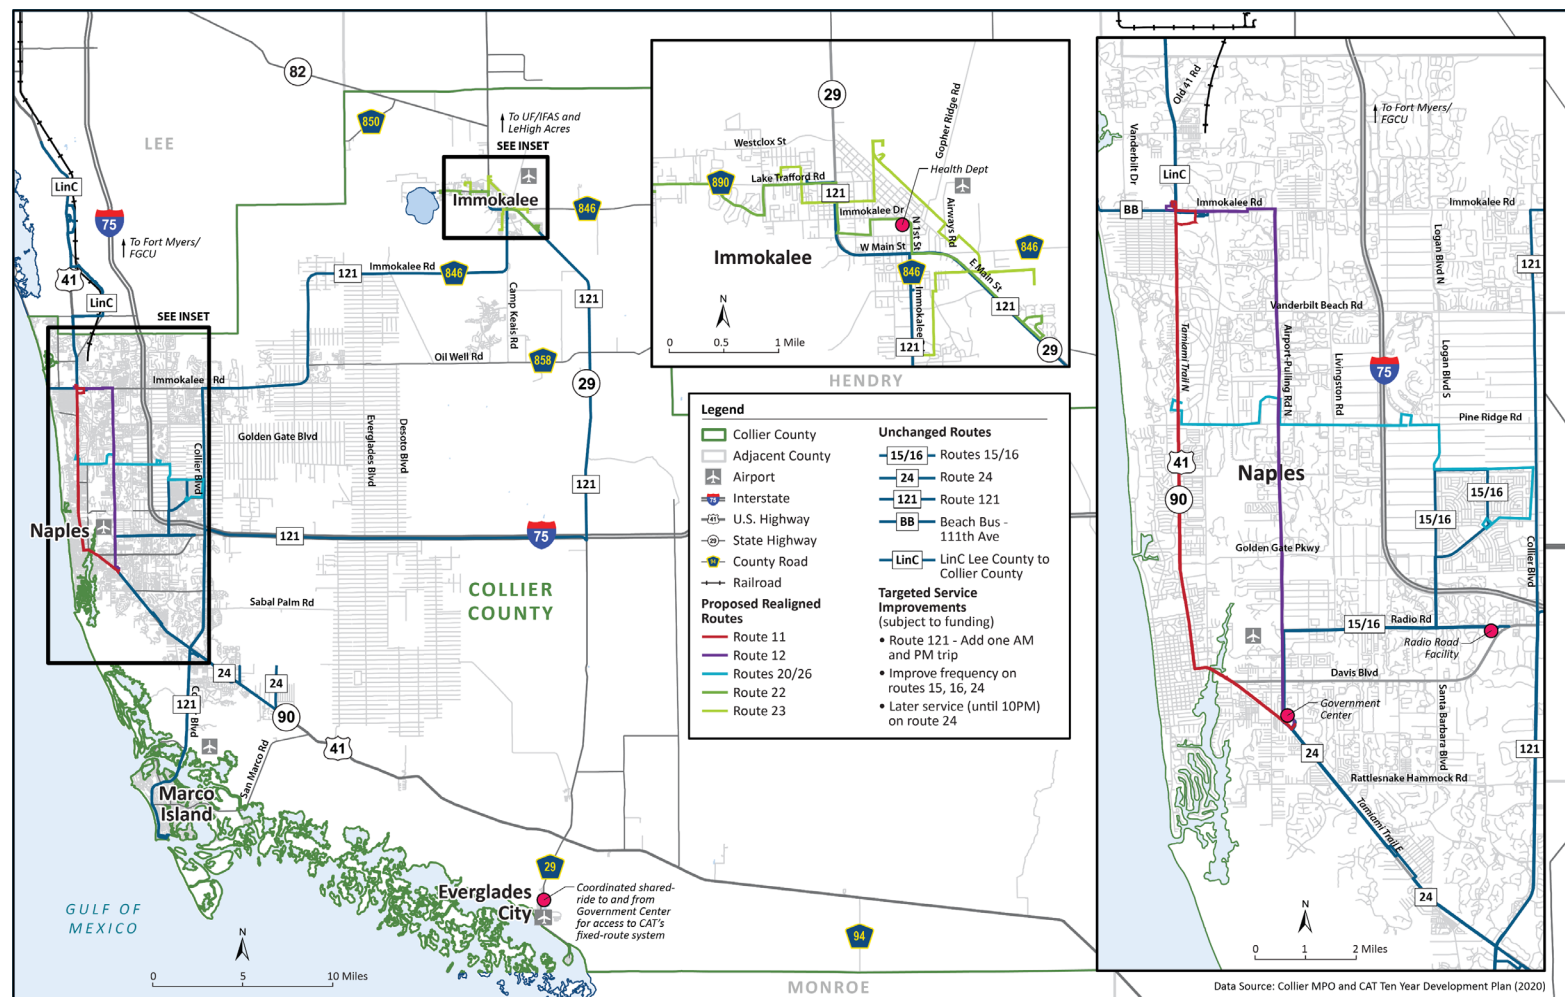 82
850
LEE
To UF/IFAS and
LeHigh Acres
SEE INSET
LinC
75
To Fort Myers/
FGCU
Immokalee
846
41
LinC
121
Immokalee Rd
846
Camp Keais Rd
121
SEE INSET
Oil Well Rd
858
29
Immokalee Rd
Golden Gate Blvd
Everglades Blvd
Desoto Blvd
Collier Blvd
121
Naples
121
75
COLLIER
COUNTY
Sabal Palm Rd
24
24
121
90
41
San Marco Rd
Marco
Island
29
Everglades
City
Coordinated shared-
ride to and from
Government Center
for access to CAT's
fixed-route system
GULF OF
MEXICO
N
0 5 10 Miles
94
MONROE
HENDRY
29
Gopher Ridge Rd
Westclox St
Health Dept
890
Lake Trafford Rd
121
Immokalee Dr
N 1st St
Airways Rd
W Main St
846
846
Immokalee
E Main St
Immokalee
121
121
29
N
0 0.5 1 Mile
Legend
Collier County
Adjacent County
Airport
Interstate
U.S. Highway
State Highway
County Road
Railroad
Proposed Realigned
Routes
Route 11
Route 12
Routes 20/26
Route 22
Route 23
Unchanged Routes
15/16 Routes 15/16
24 Route 24
121 Route 121
BB Beach Bus -
111th Ave
LinC LinC Lee County to
Collier County
Targeted Service
Improvements
(subject to funding)
• Route 121 - Add one AM
and PM trip
• Improve frequency on
routes 15, 16, 24
• Later service (until 10PM)
on route 24
Old 41 Rd
To Fort Myers/
FGCU
Vanderbilt Dr
LinC
BB
Immokalee Rd
Immokalee Rd
Logan Blvd N
121
Vanderbilt Beach Rd
Tamiami Trail N
Airport-Pulling Rd N
Livingston Rd
Logan Blvd S
75
Pine Ridge Rd
41
Naples
90
15/16
15/16
Golden Gate Pkwy
Collier Blvd
15/16
Radio Rd
Radio Road
Facility
Davis Blvd
Government
Center
Santa Barbara Blvd
24
121
Rattlesnake Hammock Rd
Tamiami Trail E
24
N
0 1 2 Miles
Data Source: Collier MPO and CAT Ten Year Development Plan (2020)